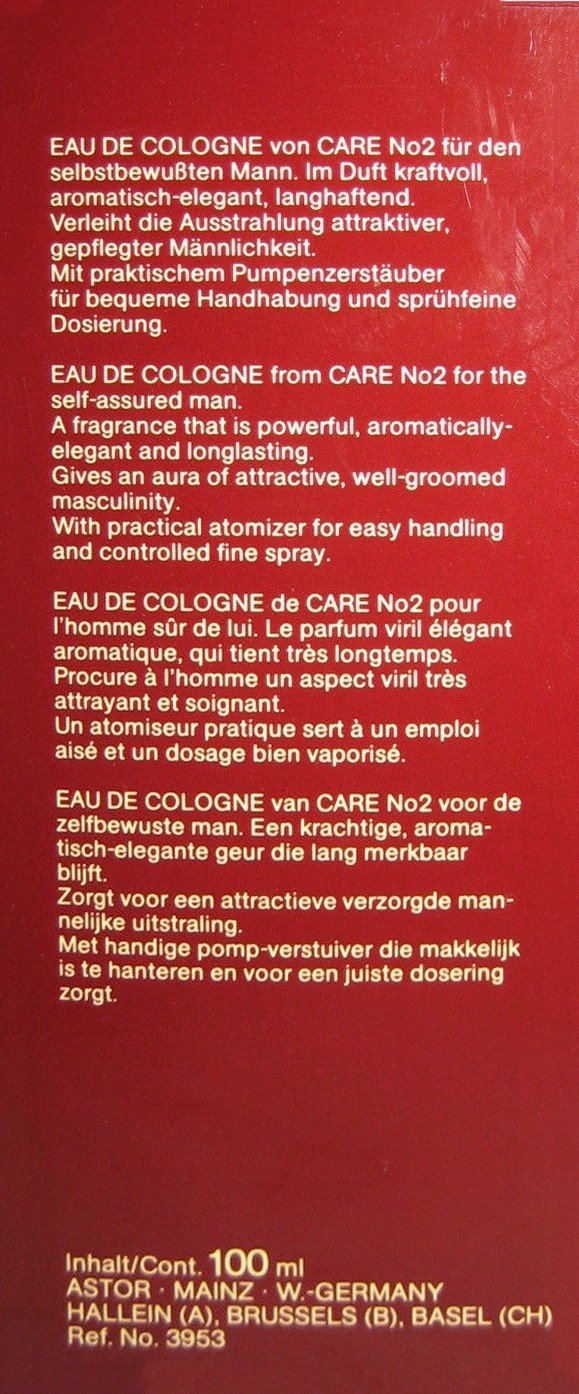 EAU DE COLOGNE von CARE No2 für den
selbstbewußten Mann. Im Duft kraftvoll,
aromatisch-elegant, langhaftend.
Verleiht die Ausstrahlung attraktiver,
gepflegter Männlichkeit.
Mit praktischem Pumpenzerstäuber
für bequeme Handhabung und sprühfeine
Dosierung.
EAU DE COLOGNE from CARE No2 for the
self-assured man.
A fragrance that is powerful, aromatically-
elegant and longlasting.
Gives an aura of attractive, well-groomed
masculinity.
With practical atomizer for easy handling
and controlled fine spray.
EAU DE COLOGNE de CARE No2 pour
l'homme sûr de lui. Le parfum viril élégant
aromatique, qui tient très longtemps.
Procure à l'homme un aspect viril très
attrayant et soignant.
Un atomiseur pratique sert à un emploi
aisé et un dosage bien vaporisé.
EAU DE COLOGNE van CARE No2 voor de
zelfbewuste man. Een krachtige, aroma-
tisch-elegante geur die lang merkbaar
blijft.
Zorgt voor een attractieve verzorgde man-
nelijke uitstraling.
Met handige pomp-verstuiver die makkelijk
is te hanteren en voor een juiste dosering
zorgt.
Inhalt/Cont. 100 ml
ASTOR · MAINZ · W.-GERMANY
HALLEIN (A), BRUSSELS (B), BASEL (CH)
Ref. No. 3953